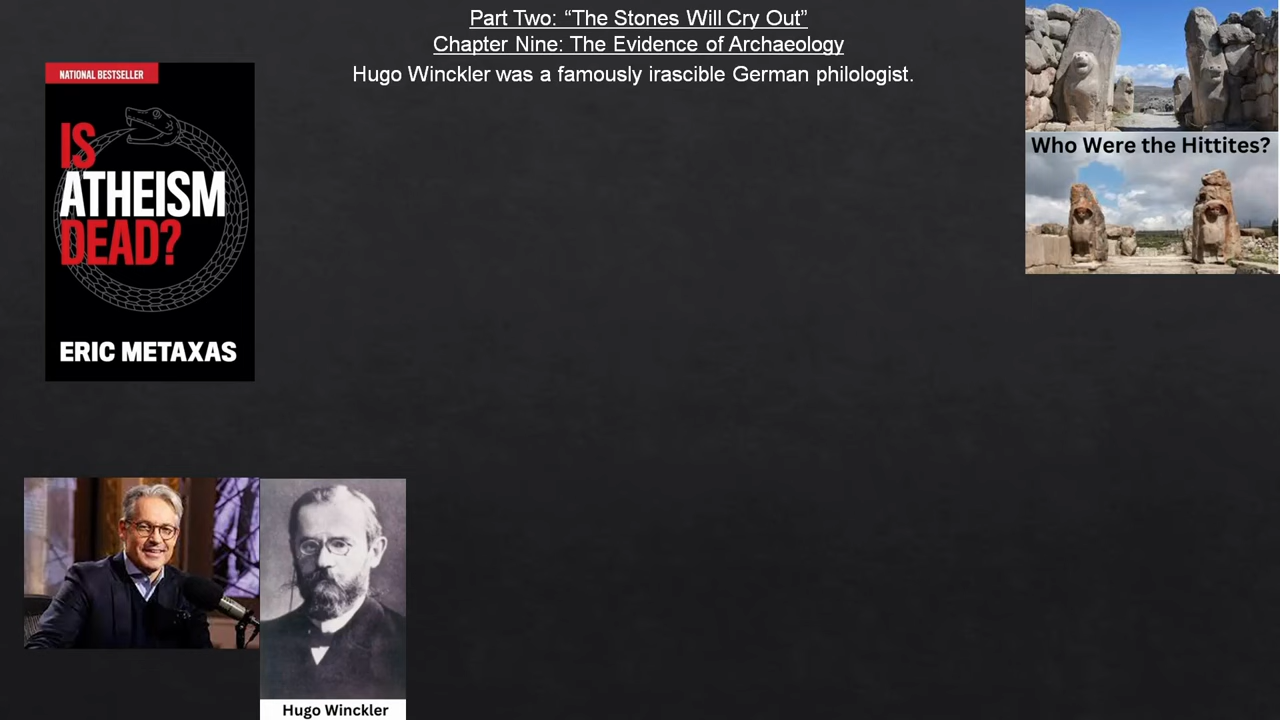 Part Two: “The Stones Will Cry Out”
Chapter Nine: The Evidence of Archaeology
Hugo Winckler was a famously irascible German philologist.
NATIONAL BESTSELLER
IS
ATHEISM
DEAD?
ERIC METAXAS
Who Were the Hittites?
Hugo Winckler